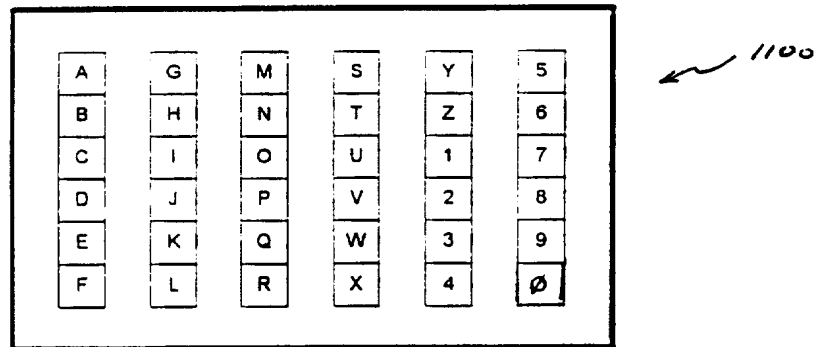 A G M S Y 5
B H N T Z 6
C I O U 1 7
D J P V 2 8
E K Q W 3 9
F L R X 4 Ø
1100